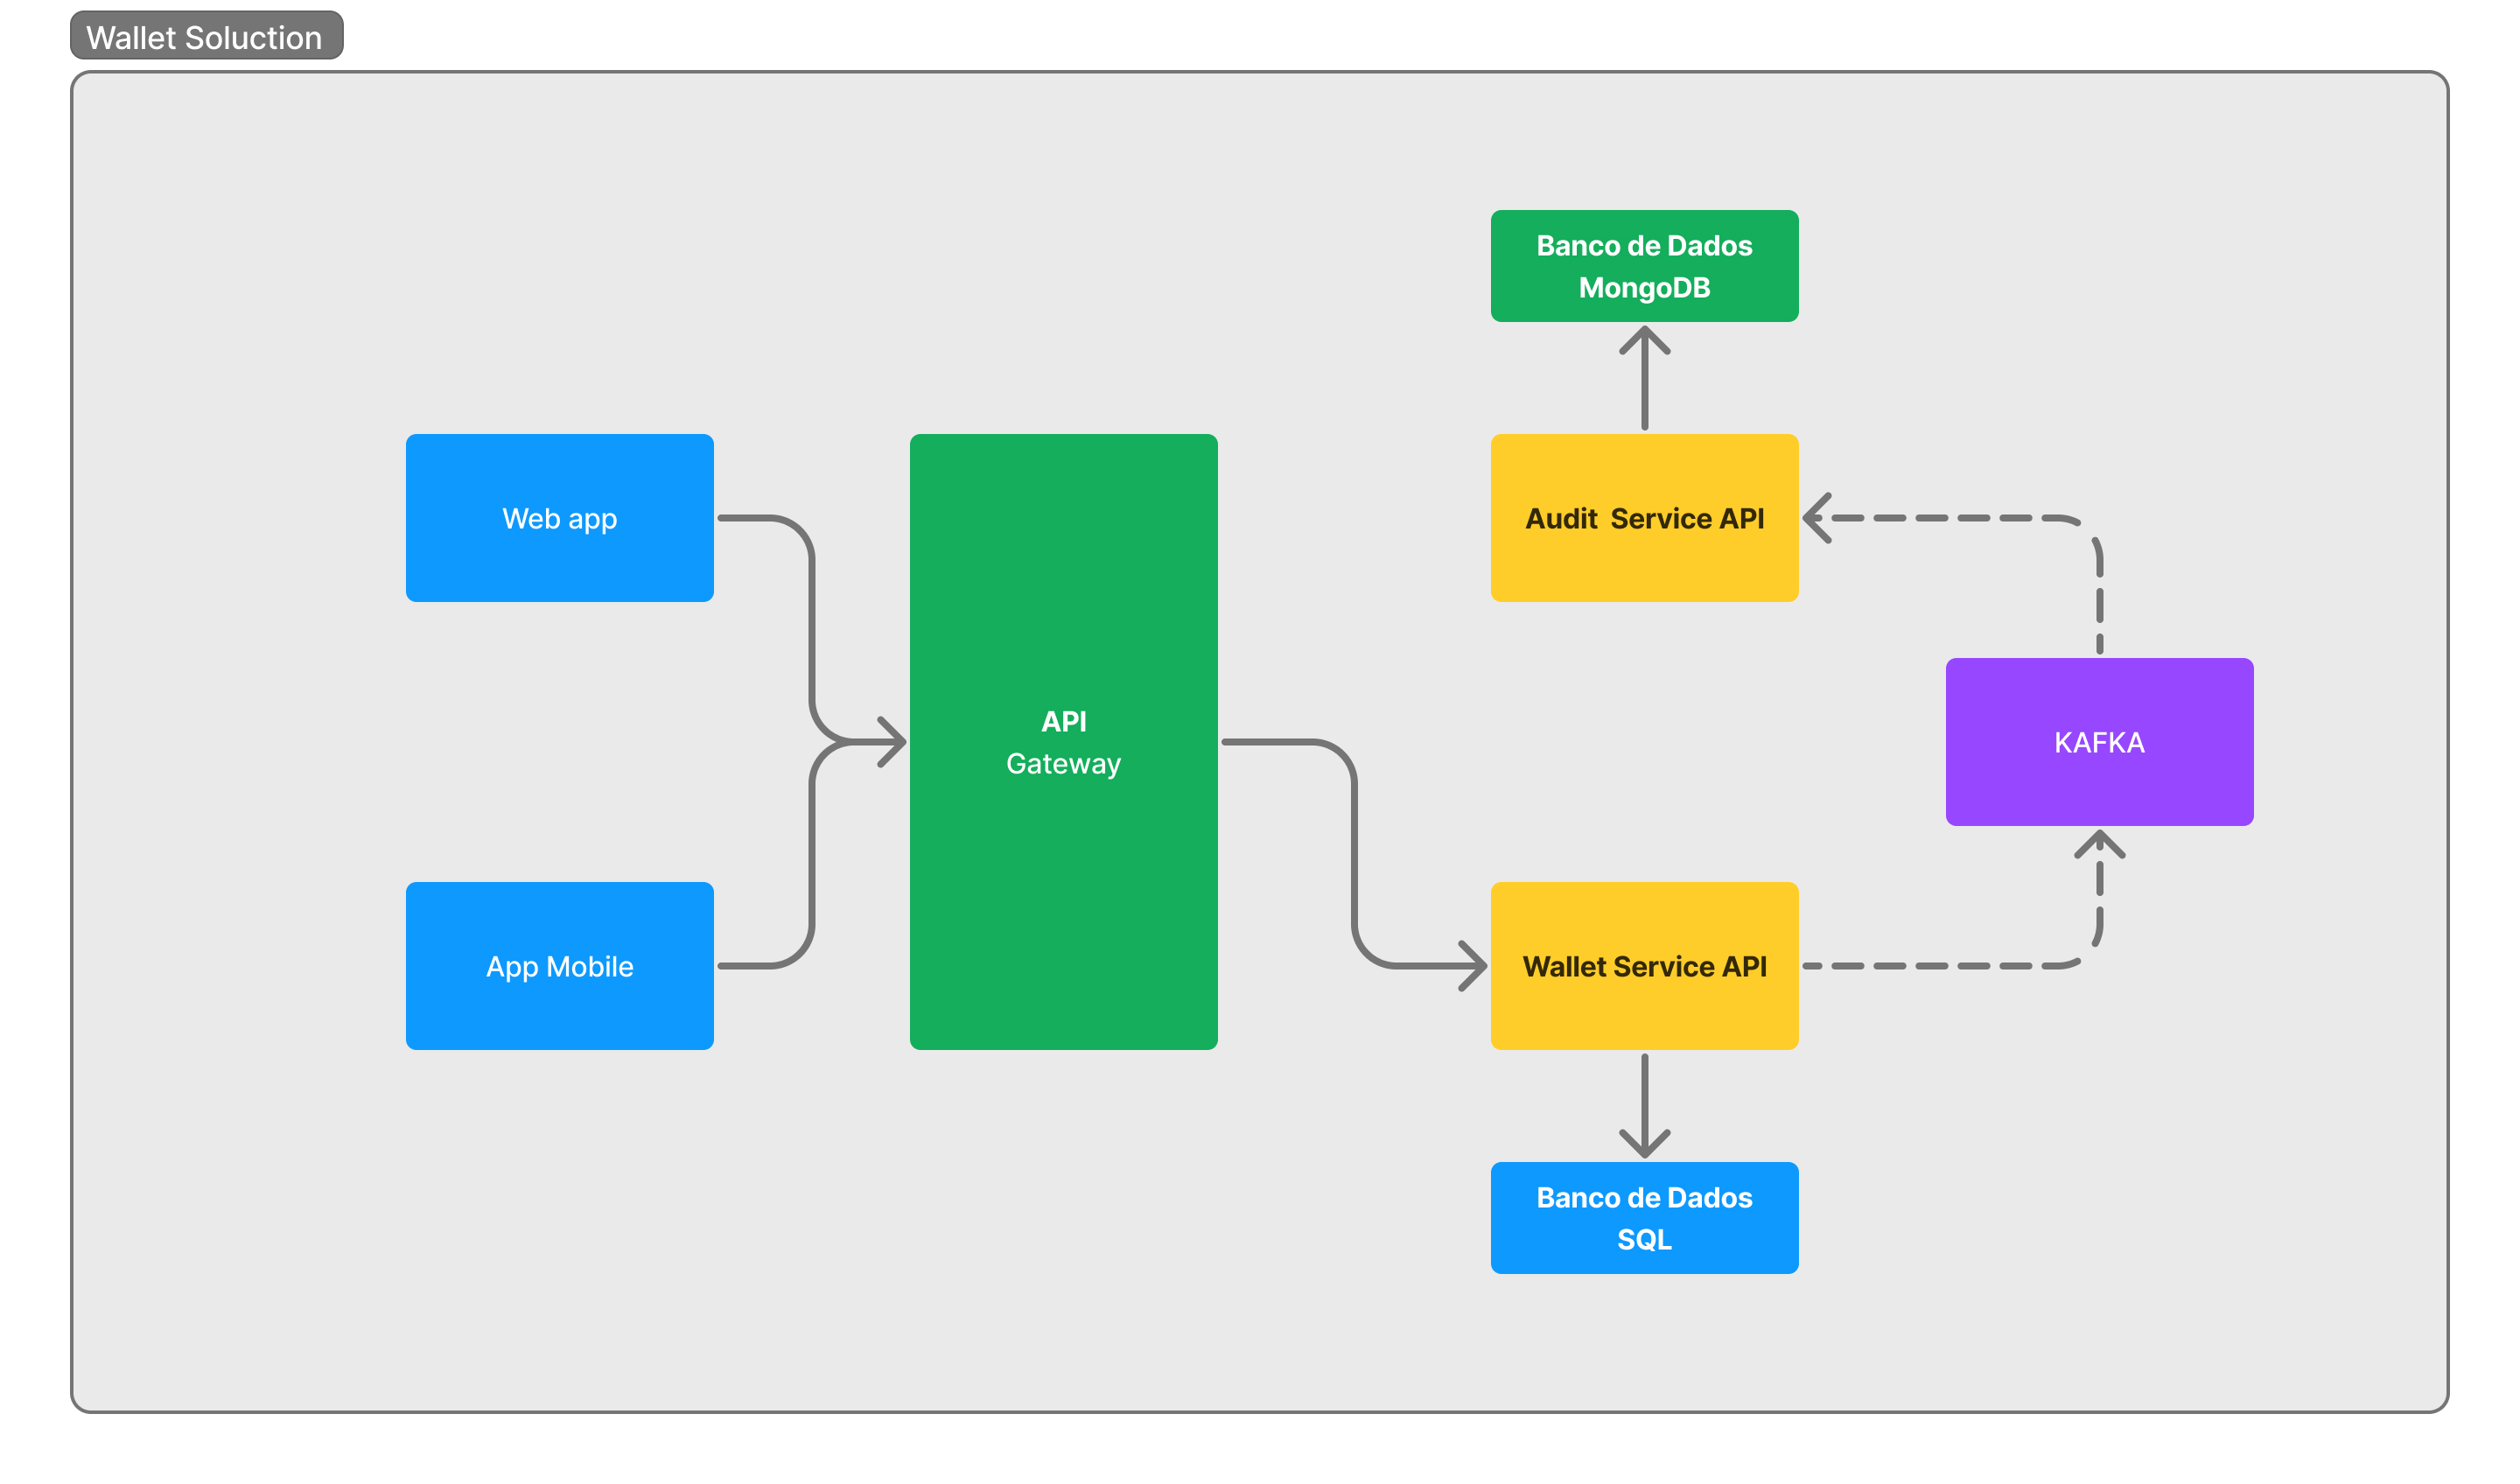 Wallet Soluction
Banco de Dados
MongoDB
Web app
Audit  Service API
API
Gateway
KAFKA
App Mobile
Wallet Service API
Banco de Dados
SQL